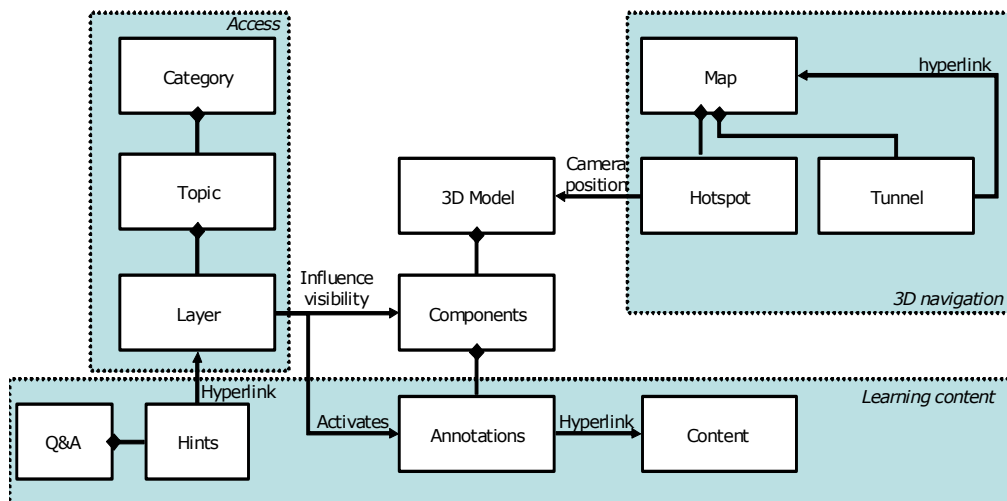 Access
Category
Map
hyperlink
Topic
3D Model
Camera
position
Hotspot
Tunnel
Layer
Influence
visibility
Components
3D navigation
Hyperlink
Learning content
Q&A
Hints
Activates
Annotations
Hyperlink
Content